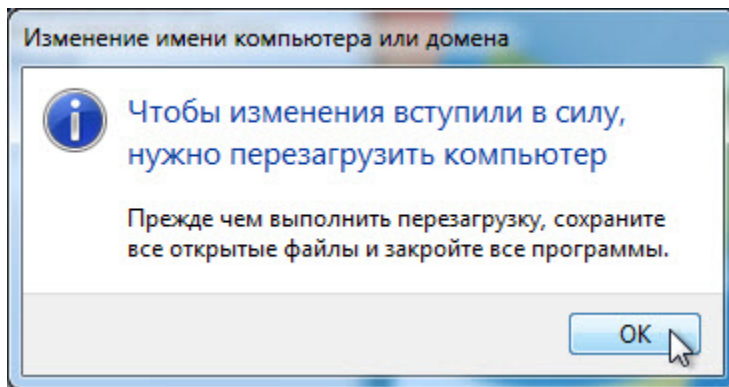 Изменение имени компьютера или домена
Чтобы изменения вступили в силу,
нужно перезагрузить компьютер
Прежде чем выполнить перезагрузку, сохраните
все открытые файлы и закройте все программы.
ОК